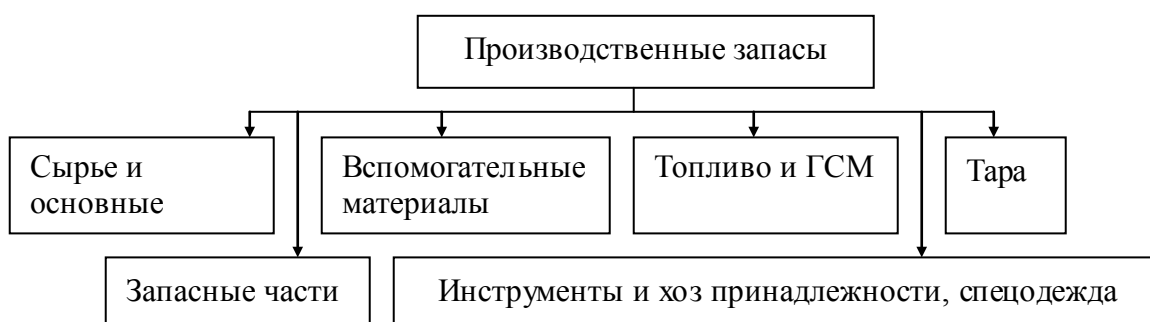 Производственные запасы
Сырье и
основные
Вспомогательные
материалы
Топливо и ГСМ
Тара
Запасные части
Инструменты и хоз принадлежности, спецодежда